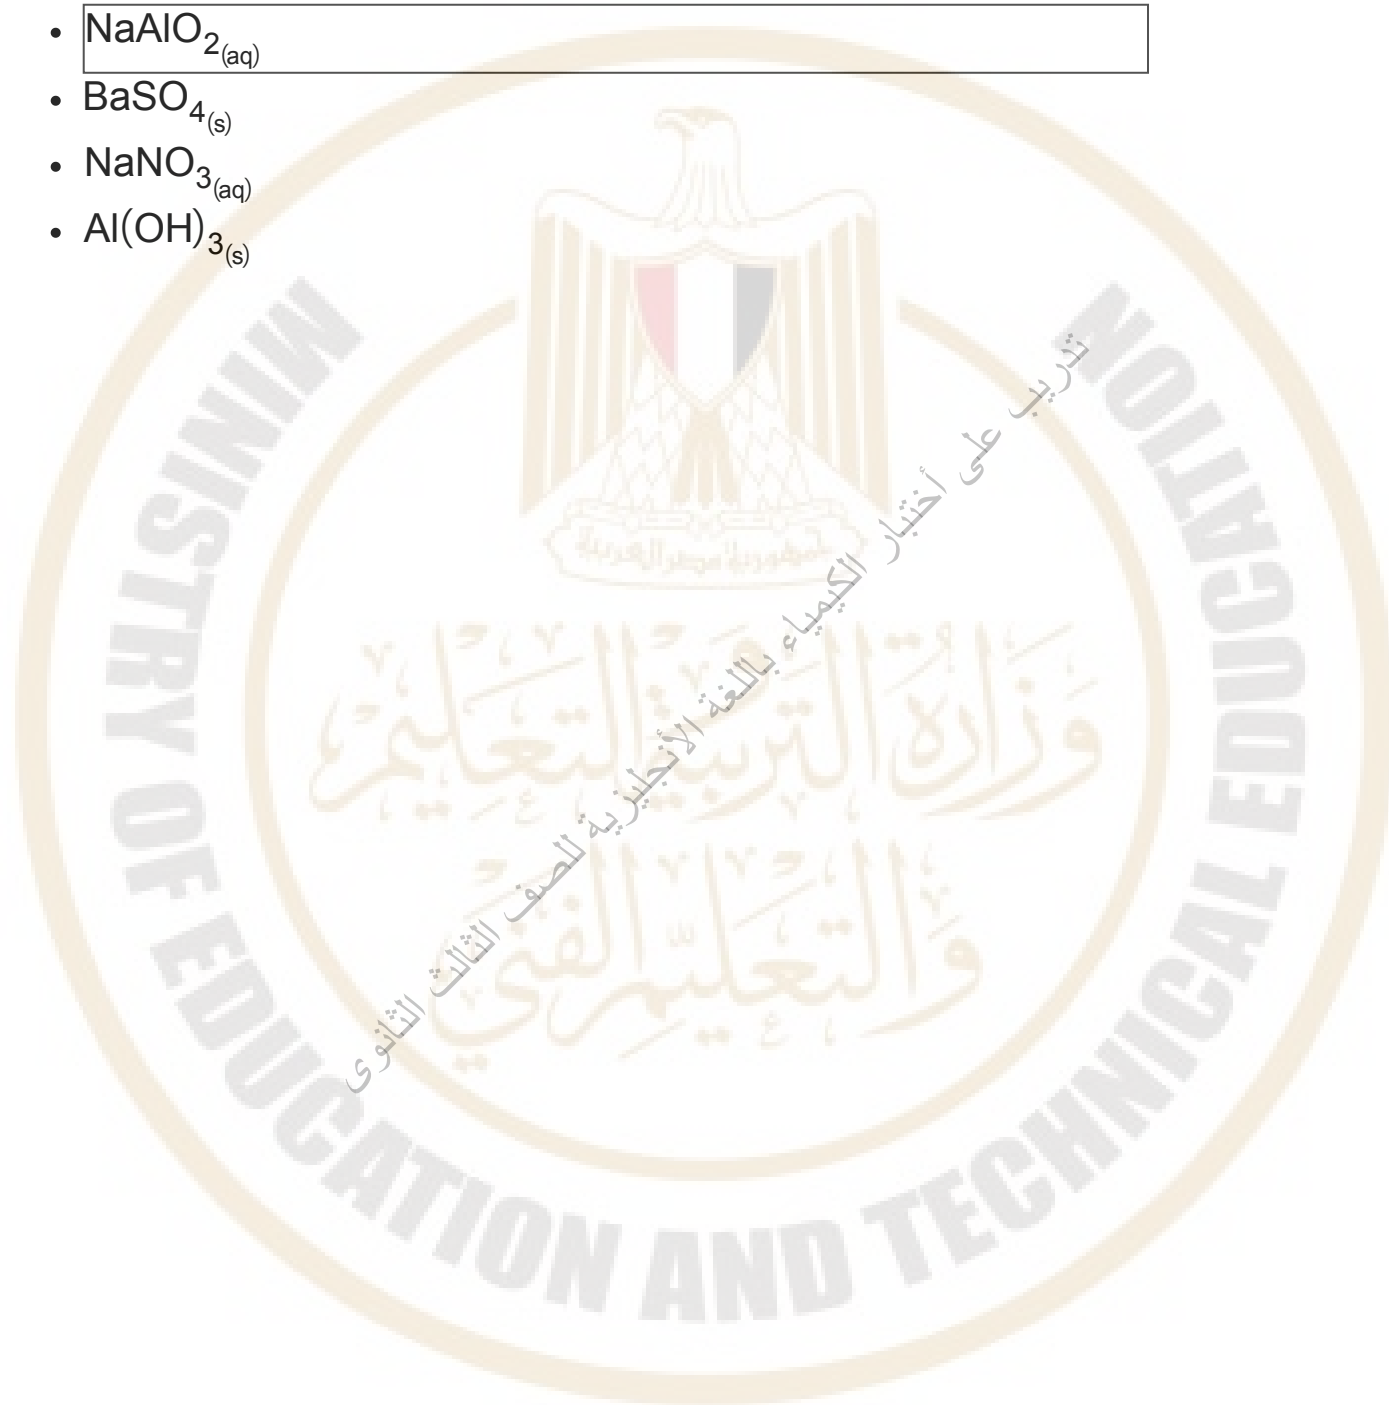 • NaAlO2(aq)
• BaSO4(s)
• NaNO3(aq)
• Al(OH)3(s)
جمهورية مصر العربية
تدريب على أختبار الكيمياء باللغة الأنجليزية للصف الثالث الثانوى
وزارة التربية والتعليم
والتعليم الفني
MINISTRY OF EDUCATION AND TECHNICAL EDUCATION